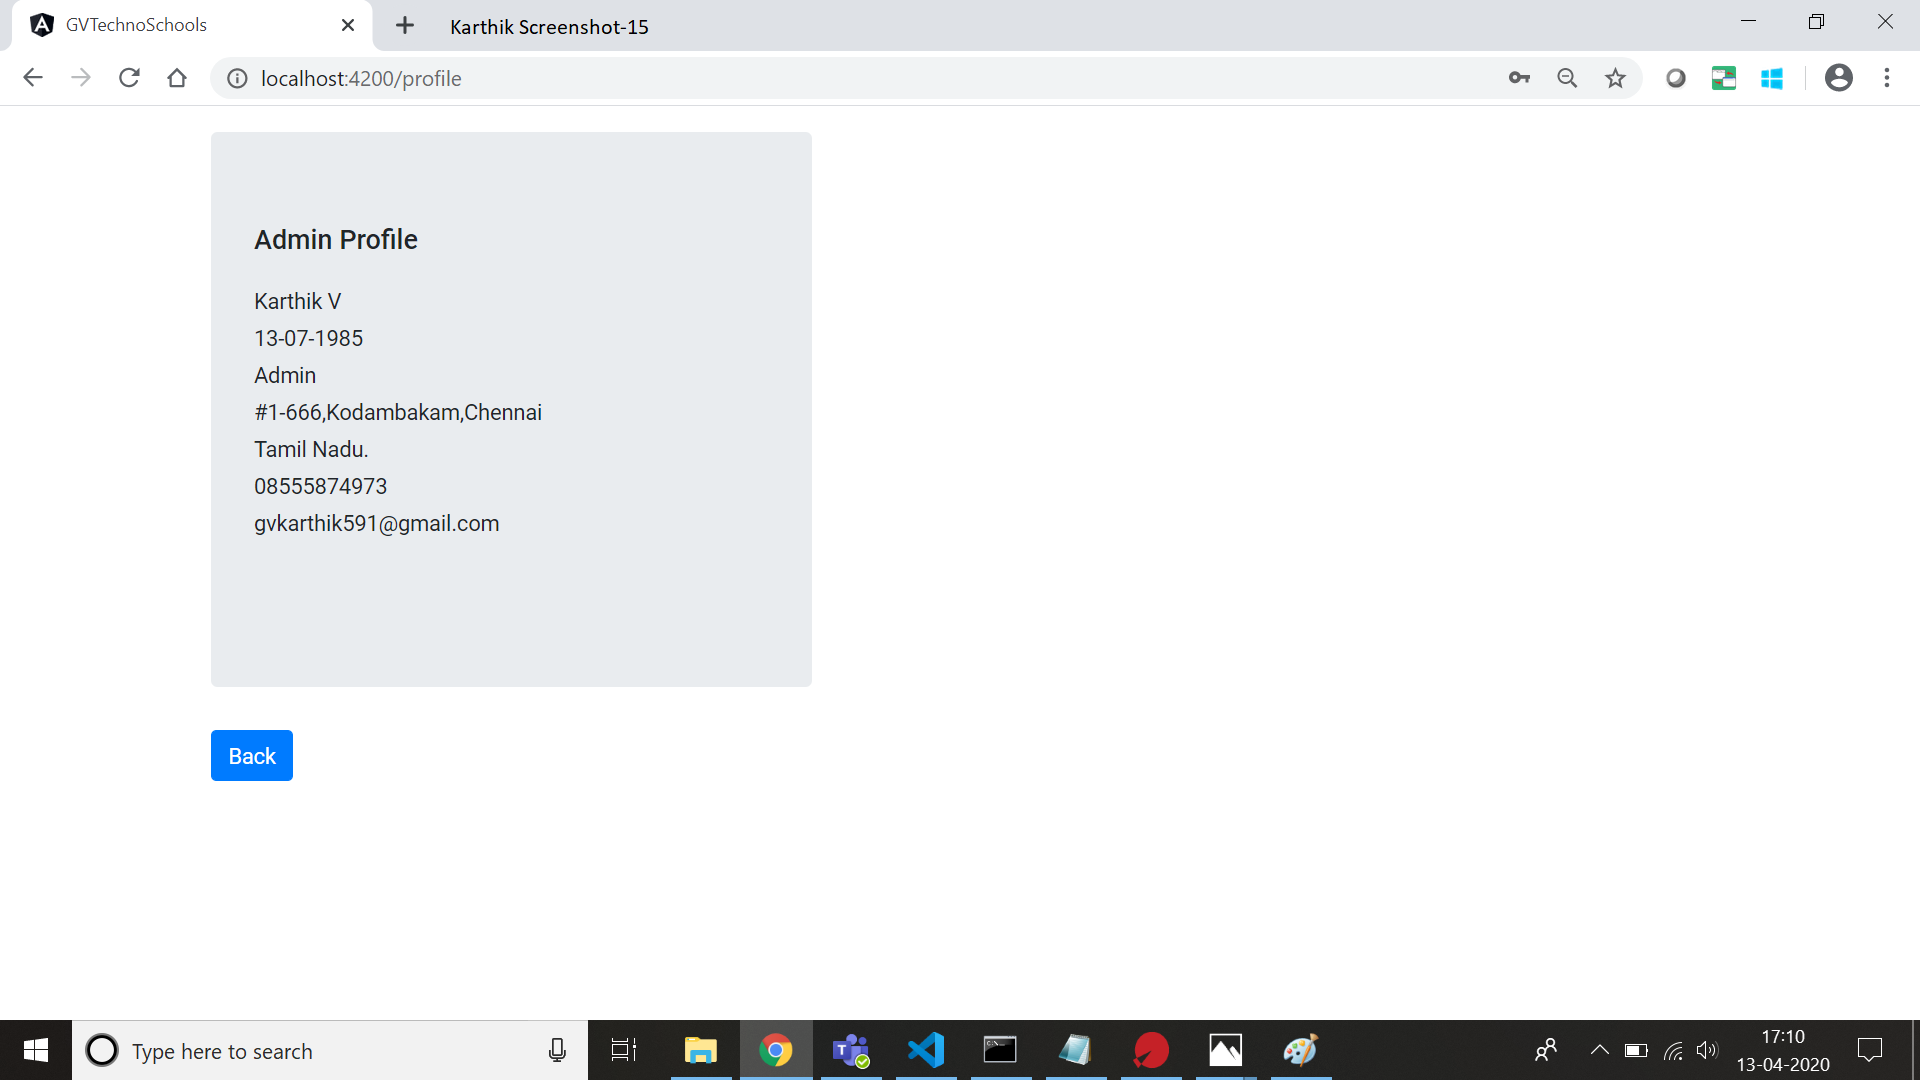 GVTechnoSchools
Karthik Screenshot-15
localhost:4200/profile
Admin Profile
Karthik V
13-07-1985
Admin
#1-666,Kodambakam,Chennai
Tamil Nadu.
08555874973
gvkarthik591@gmail.com
Back
Type here to search
17:10
13-04-2020